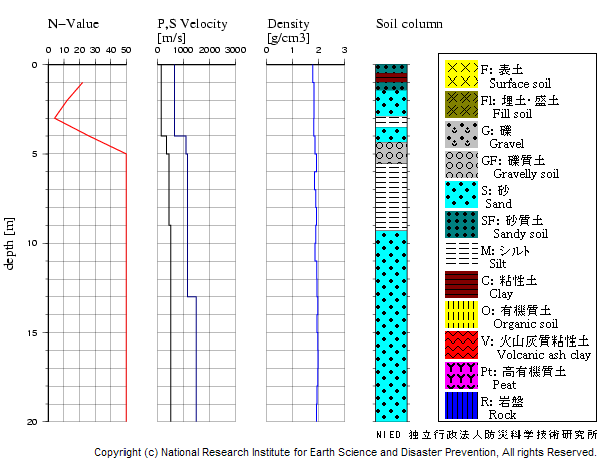 N-Value
P,S Velocity
[m/s]
Density
[g/cm3]
Soil column
0 10 20 30 40 50
0 1000 2000 3000
0 1 2 3
depth [m]
0
5
10
15
20
F: 表土
Surface soil
Fl: 埋土・盛土
Fill soil
G: 礫
Gravel
GF: 礫質土
Gravelly soil
S: 砂
Sand
SF: 砂質土
Sandy soil
M: シルト
Silt
C: 粘性土
Clay
O: 有機質土
Organic soil
V: 火山灰質粘性土
Volcanic ash clay
Pt: 高有機質土
Peat
R: 岩盤
Rock
NIED 独立行政法人防災科学技術研究所
Copyright (c) National Research Institute for Earth Science and Disaster Prevention, All rights Reserved.